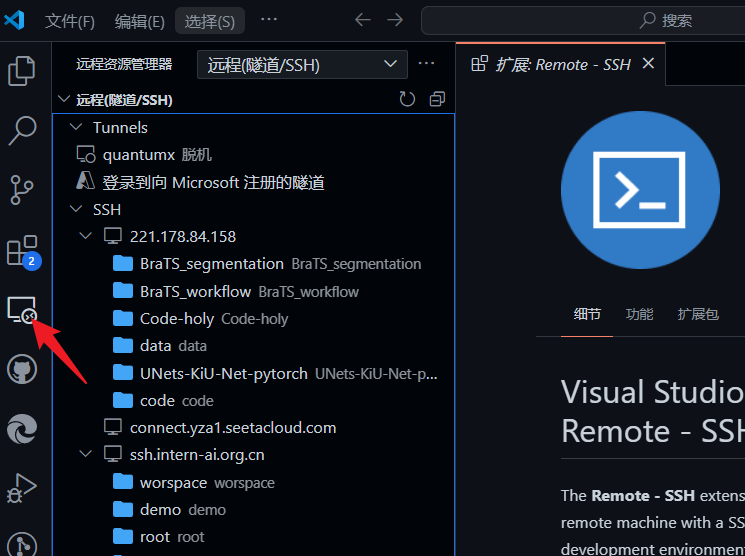 文件(F) 编辑(E) 选择(S) ··· 搜索
远程资源管理器 远程(隧道/SSH) ···
扩展: Remote - SSH
远程(隧道/SSH)
Tunnels
quantumx 脱机
登录到向 Microsoft 注册的隧道
SSH
221.178.84.158
BraTS_segmentation BraTS_segmentation
BraTS_workflow BraTS_workflow
Code-holy Code-holy
data data
UNets-KiU-Net-pytorch UNets-KiU-Net-p...
code code
connect.yza1.seetacloud.com
ssh.intern-ai.org.cn
worspace worspace
demo demo
root root
2
细节 功能 扩展包
Visual Studio
Remote - SSH
The Remote - SSH extens
remote machine with a SS
development environmen